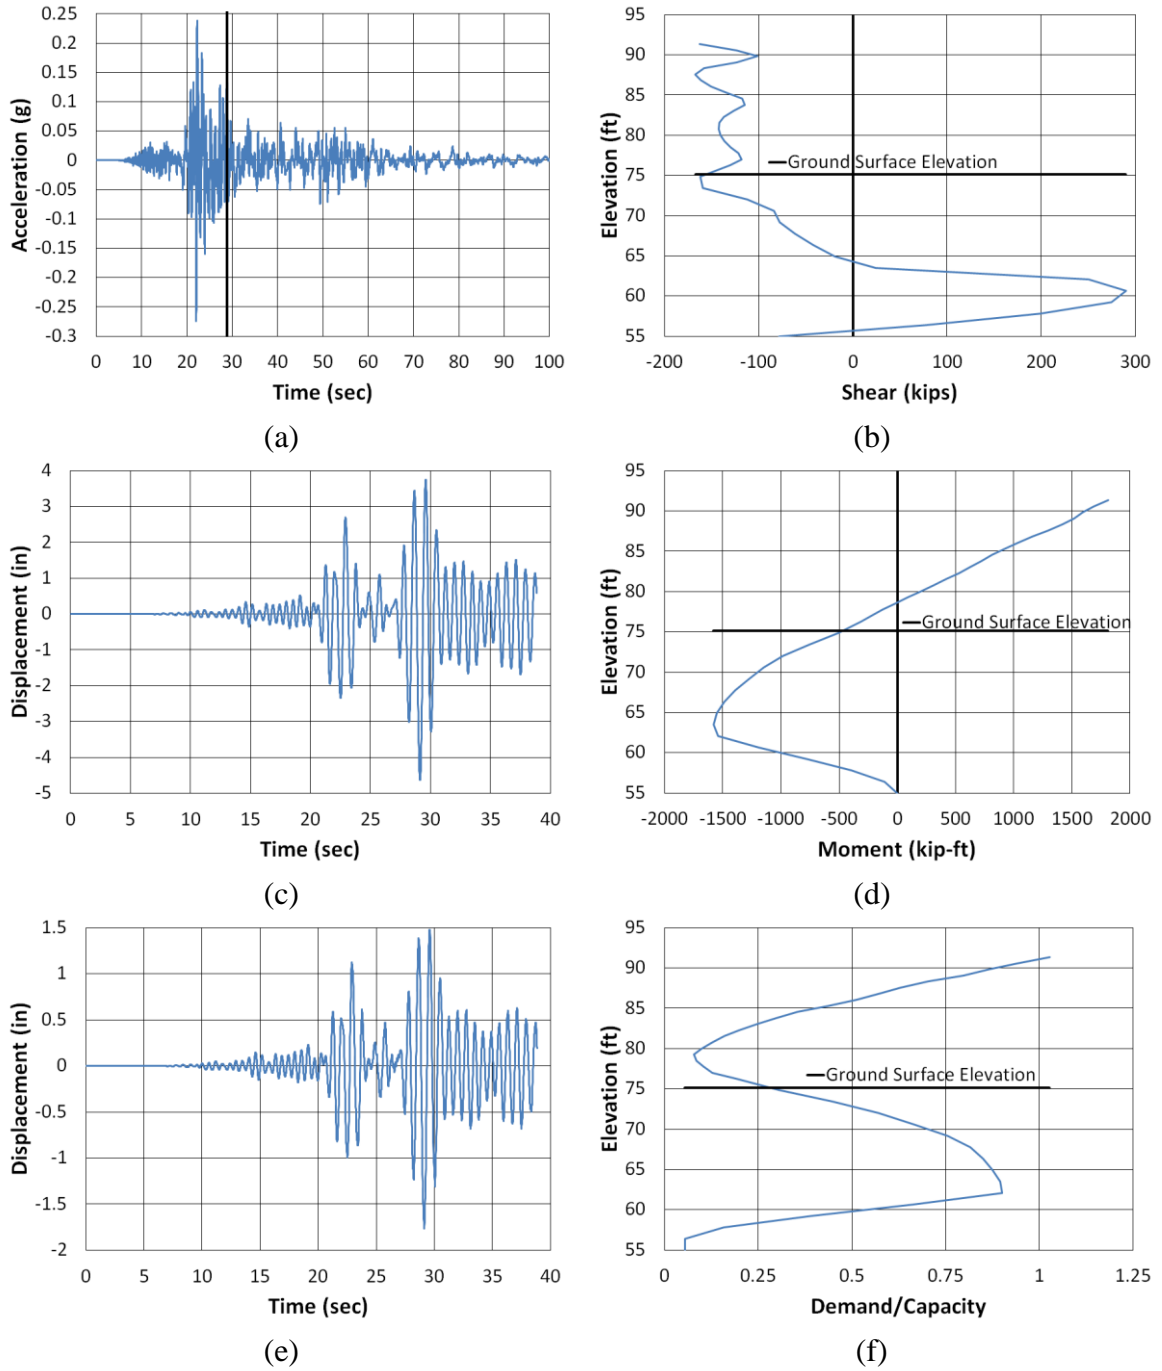 0.25
0.2
0.15
0.1
0.05
0
-0.05
-0.1
-0.15
-0.2
-0.25
-0.3
Acceleration (g)
0 10 20 30 40 50 60 70 80 90 100
Time (sec)
(a)
95
90
85
80
75
70
65
60
55
Elevation (ft)
Ground Surface Elevation
-200 -100 0 100 200 300
Shear (kips)
(b)
4
3
2
1
0
-1
-2
-3
-4
-5
Displacement (in)
0 5 10 15 20 25 30 35 40
Time (sec)
(c)
95
90
85
80
75
70
65
60
55
Elevation (ft)
Ground Surface Elevation
-2000 -1500 -1000 -500 0 500 1000 1500 2000
Moment (kip-ft)
(d)
1.5
1
0.5
0
-0.5
-1
-1.5
-2
Displacement (in)
0 5 10 15 20 25 30 35 40
Time (sec)
(e)
95
90
85
80
75
70
65
60
55
Elevation (ft)
Ground Surface Elevation
0 0.25 0.5 0.75 1 1.25
Demand/Capacity
(f)